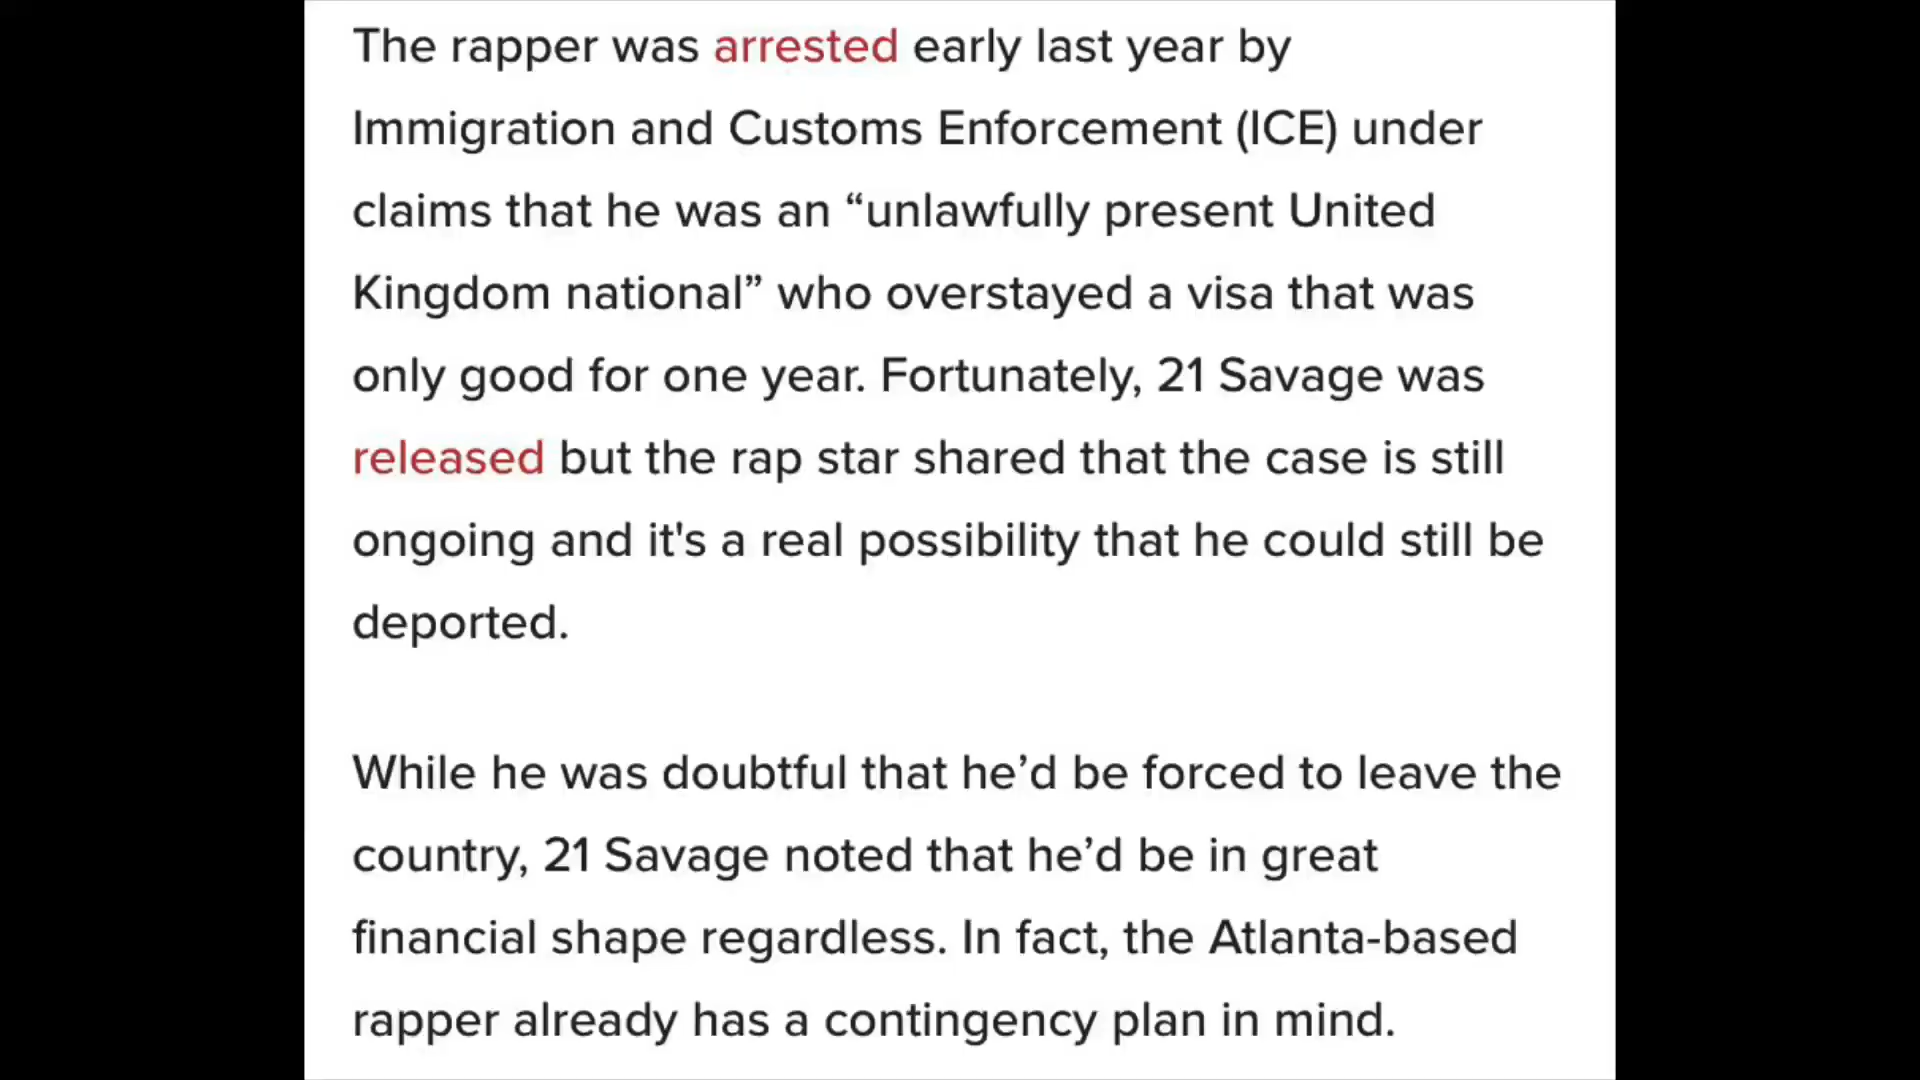 The rapper was arrested early last year by
Immigration and Customs Enforcement (ICE) under
claims that he was an “unlawfully present United
Kingdom national” who overstayed a visa that was
only good for one year. Fortunately, 21 Savage was
released but the rap star shared that the case is still
ongoing and it's a real possibility that he could still be
deported.
While he was doubtful that he’d be forced to leave the
country, 21 Savage noted that he’d be in great
financial shape regardless. In fact, the Atlanta-based
rapper already has a contingency plan in mind.